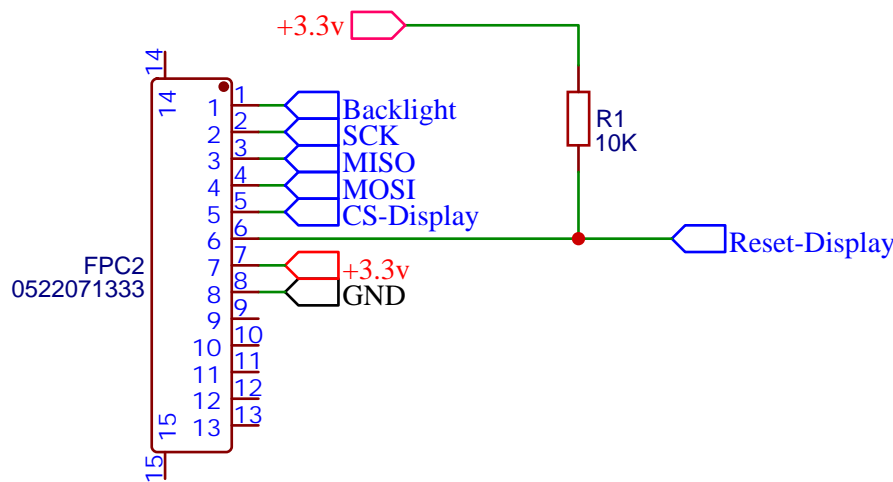 +3.3v
14
14
1 1 Backlight
2 2 SCK
3 3 MISO
4 4 MOSI
5 5 CS-Display
6 6 Reset-Display
7 7 +3.3v
8 8 GND
9 9
10 10
11 11
12 12
13 13
15
15
R1
10K
FPC2
0522071333